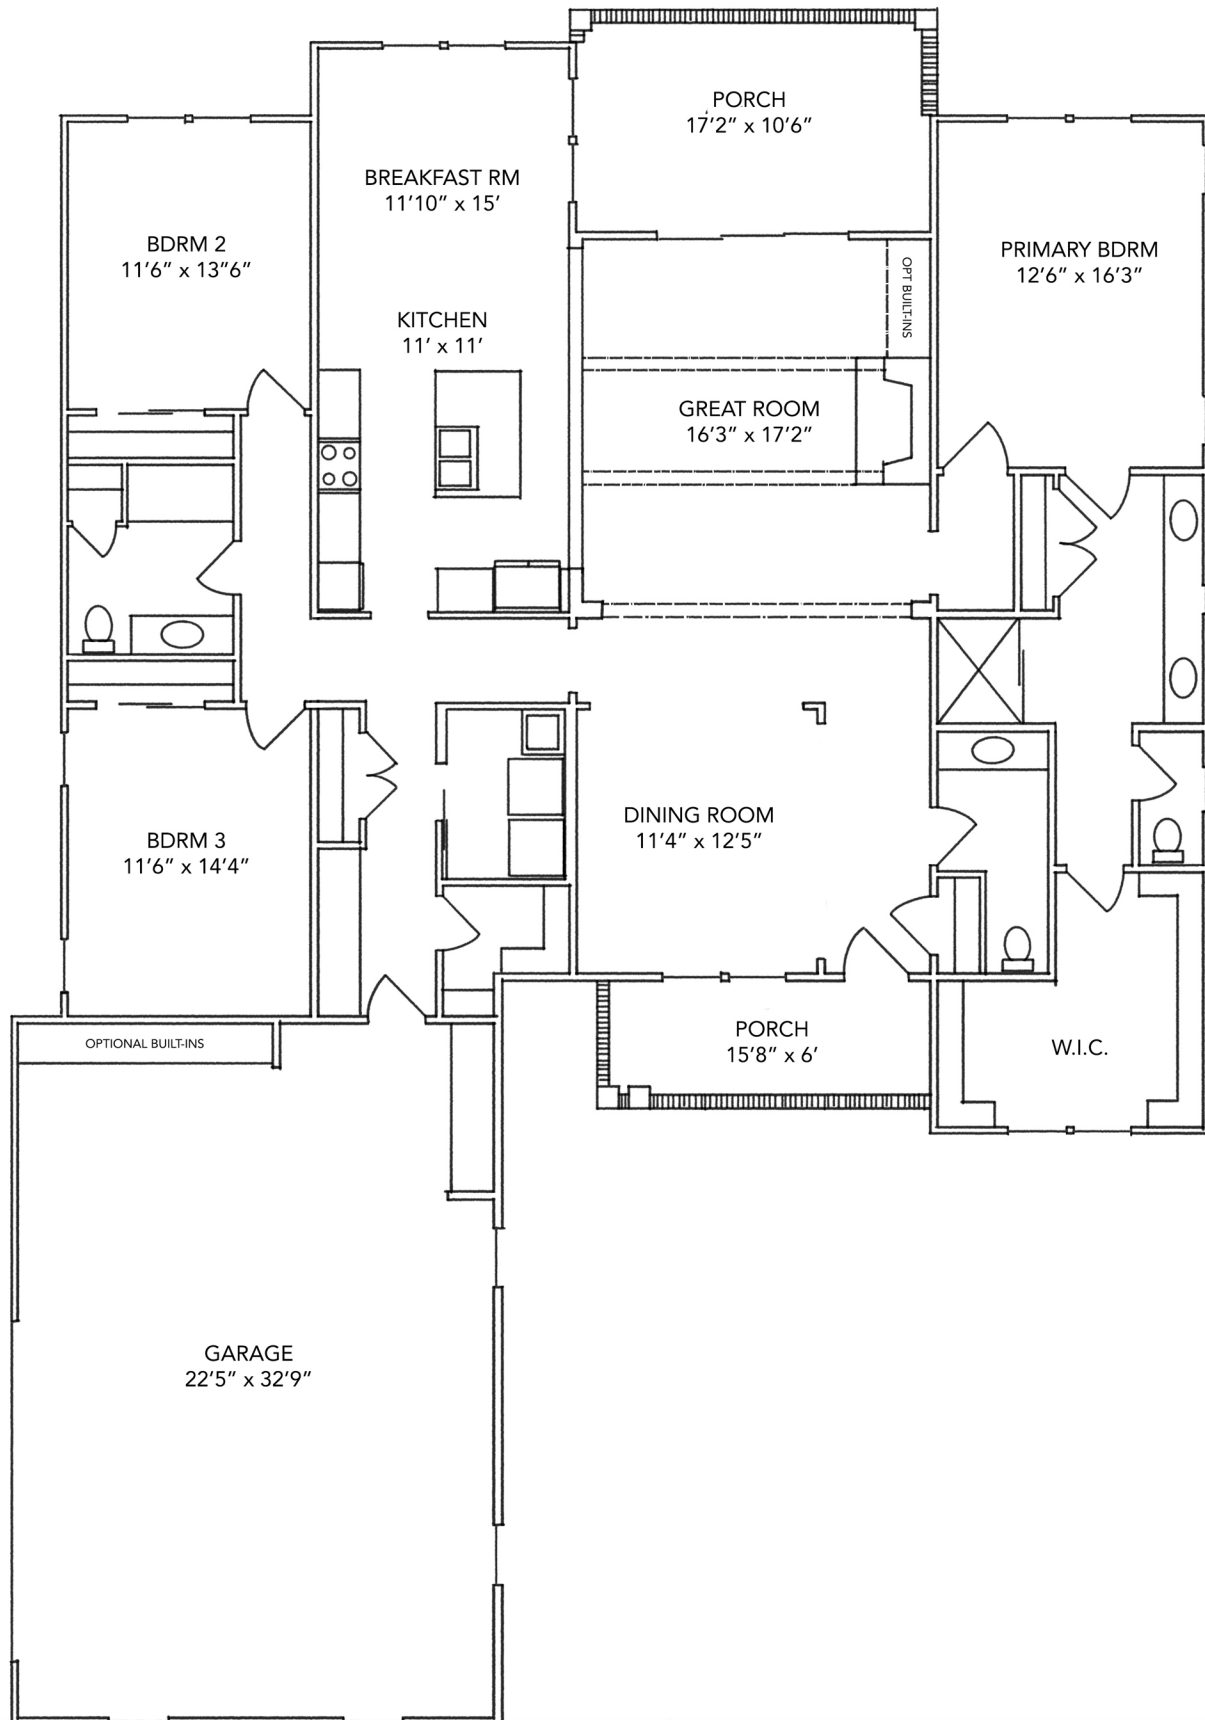 PORCH
17'2" x 10'6"
BREAKFAST RM
11'10" x 15'
BDRM 2
11'6" x 13"6"
PRIMARY BDRM
12'6" x 16'3"
OPT BUILT-INS
KITCHEN
11' x 11'
GREAT ROOM
16'3" x 17'2"
DINING ROOM
11'4" x 12'5"
BDRM 3
11'6" x 14'4"
PORCH
15'8" x 6'
OPTIONAL BUILT-INS
W.I.C.
GARAGE
22'5" x 32'9"